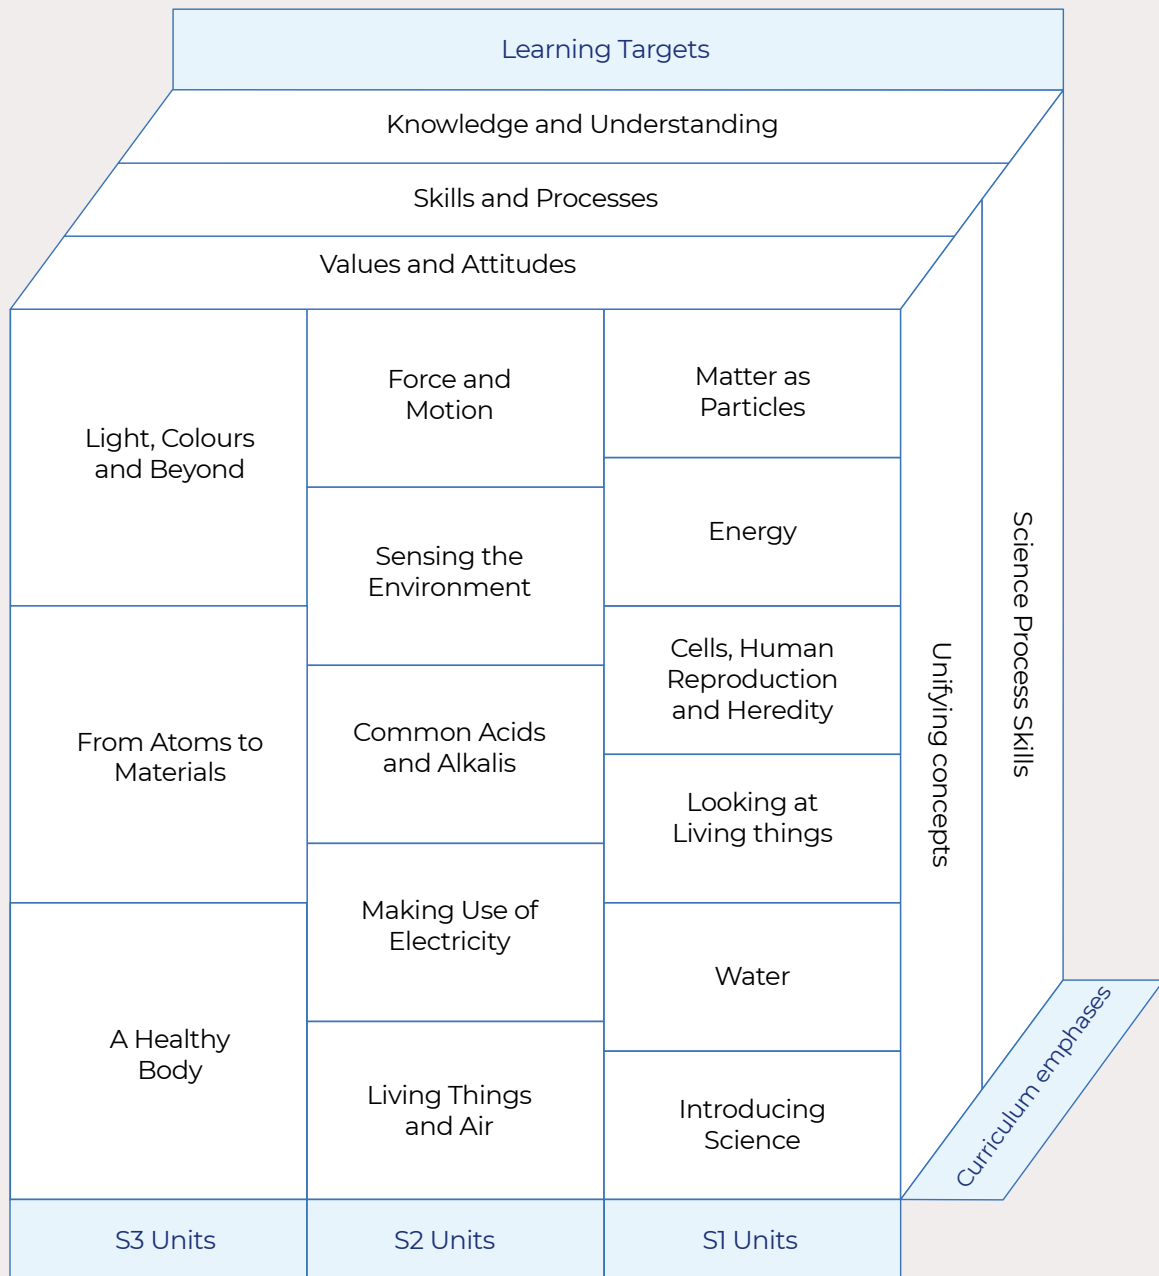 Learning Targets
Knowledge and Understanding
Skills and Processes
Values and Attitudes
Light, Colours
and Beyond
From Atoms to
Materials
A Healthy
Body
S3 Units
Force and
Motion
Sensing the
Environment
Common Acids
and Alkalis
Making Use of
Electricity
Living Things
and Air
S2 Units
Matter as
Particles
Energy
Cells, Human
Reproduction
and Heredity
Looking at
Living things
Water
Introducing
Science
S1 Units
Unifying concepts
Science Process Skills
Curriculum emphases